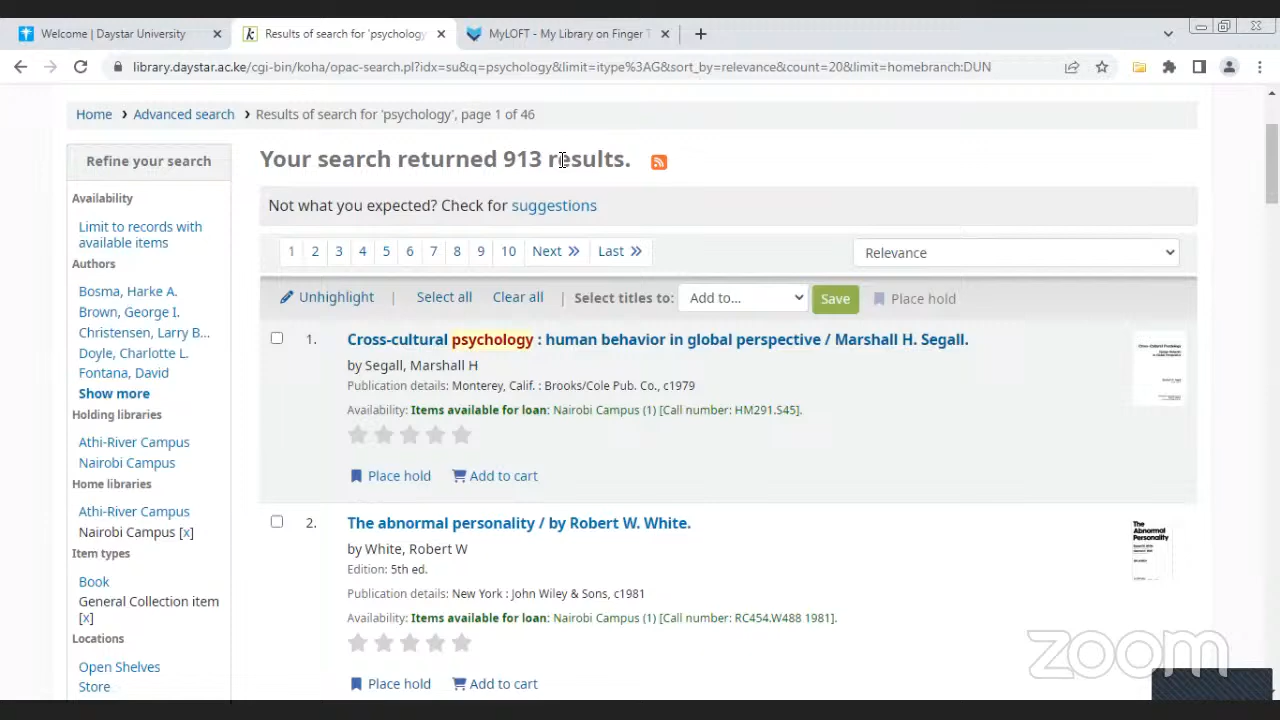 Welcome | Daystar University
Results of search for 'psychology
MyLOFT - My Library on Finger T
library.daystar.ac.ke/cgi-bin/koha/opac-search.pl?idx=su&q=psychology&limit=itype%3AG&sort_by=relevance&count=20&limit=homebranch:DUN
Home > Advanced search > Results of search for 'psychology', page 1 of 46
Refine your search
Availability
Limit to records with
available items
Authors
Bosma, Harke A.
Brown, George I.
Christensen, Larry B...
Doyle, Charlotte L.
Fontana, David
Show more
Holding libraries
Athi-River Campus
Nairobi Campus
Home libraries
Athi-River Campus
Nairobi Campus [x]
Item types
Book
General Collection item
[x]
Locations
Open Shelves
Store
Your search returned 913 results.
Not what you expected? Check for suggestions
1 2 3 4 5 6 7 8 9 10 Next » Last »
Relevance
Unhighlight | Select all Clear all | Select titles to: Add to... Save Place hold
1. Cross-cultural psychology : human behavior in global perspective / Marshall H. Segall.
by Segall, Marshall H
Publication details: Monterey, Calif. : Brooks/Cole Pub. Co., c1979
Availability: Items available for loan: Nairobi Campus (1) [Call number: HM291.S45].
Place hold Add to cart
2. The abnormal personality / by Robert W. White.
by White, Robert W
Edition: 5th ed.
Publication details: New York : John Wiley & Sons, c1981
Availability: Items available for loan: Nairobi Campus (1) [Call number: RC454.W488 1981].
Place hold Add to cart
The
Abnormal
Personality
zoom